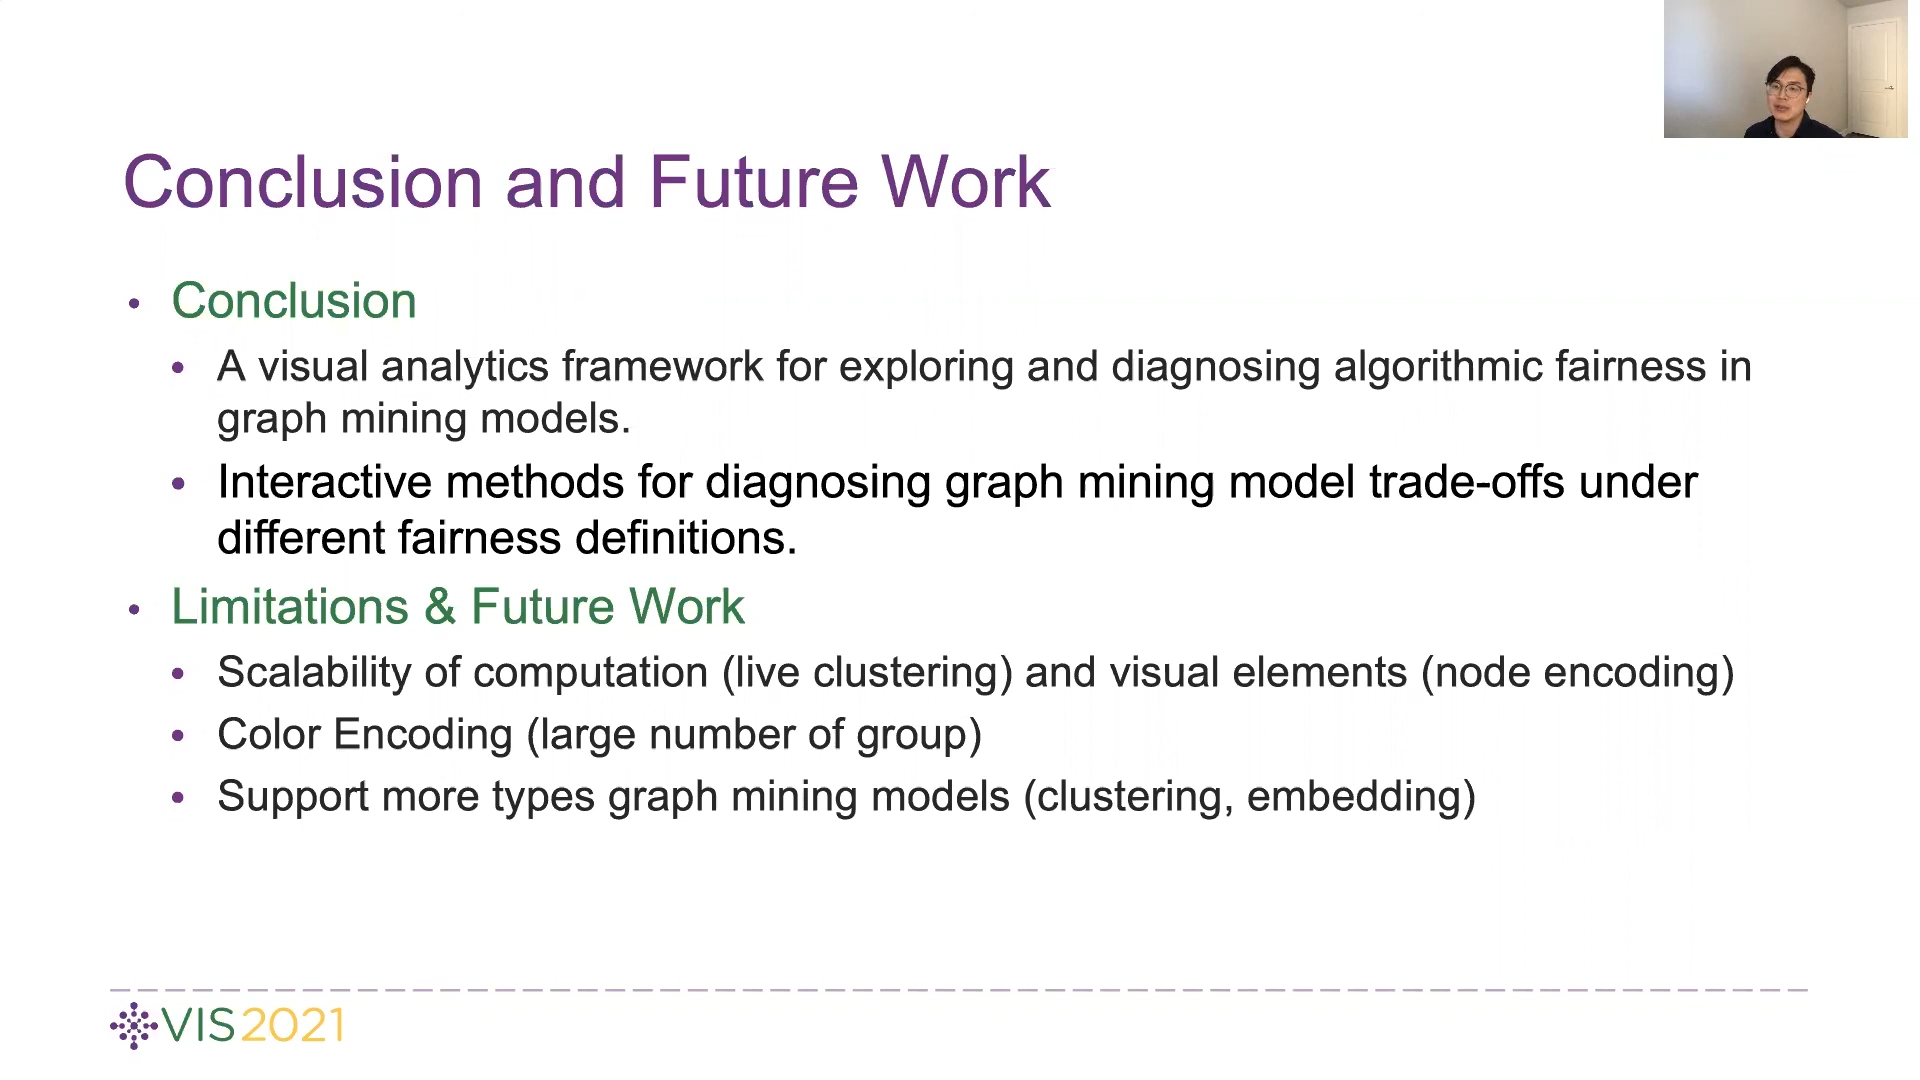 Conclusion and Future Work
• Conclusion
• A visual analytics framework for exploring and diagnosing algorithmic fairness in
graph mining models.
• Interactive methods for diagnosing graph mining model trade-offs under
different fairness definitions.
• Limitations & Future Work
• Scalability of computation (live clustering) and visual elements (node encoding)
• Color Encoding (large number of group)
• Support more types graph mining models (clustering, embedding)
VIS2021